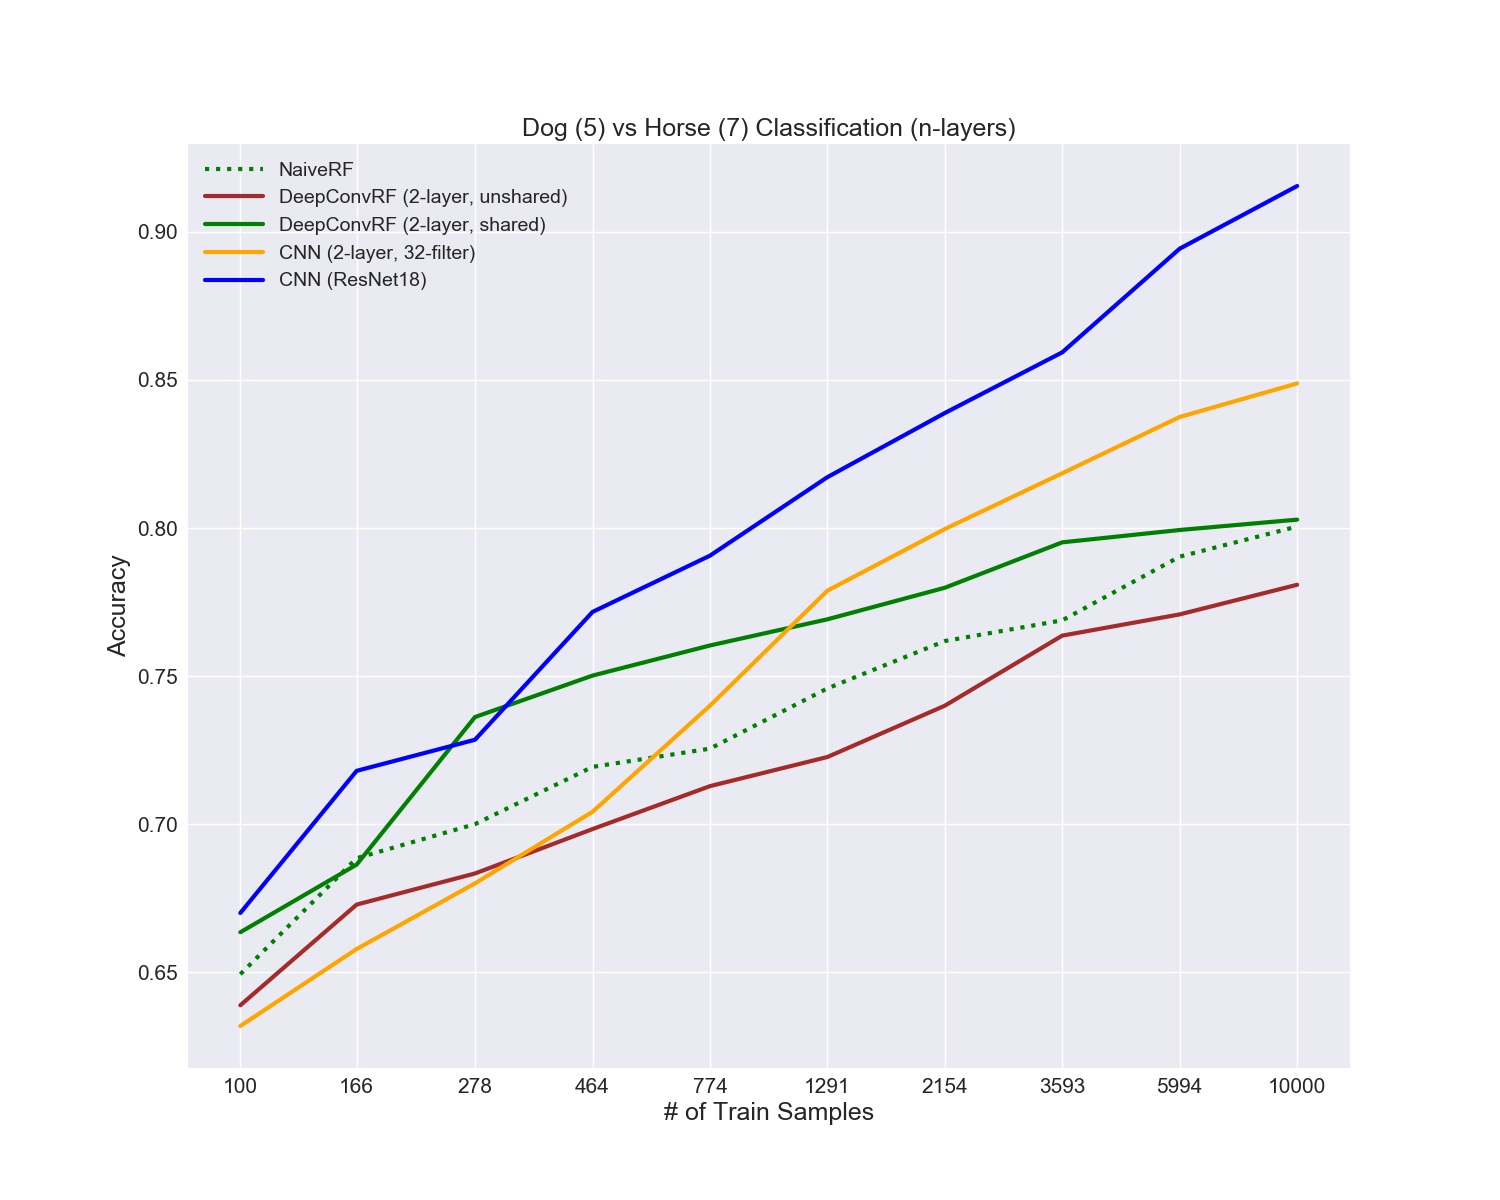 Dog (5) vs Horse (7) Classification (n-layers)
NaiveRF
DeepConvRF (2-layer, unshared)
DeepConvRF (2-layer, shared)
CNN (2-layer, 32-filter)
CNN (ResNet18)
0.90
0.85
0.80
0.75
0.70
0.65
Accuracy
100 166 278 464 774 1291 2154 3593 5994 10000
# of Train Samples